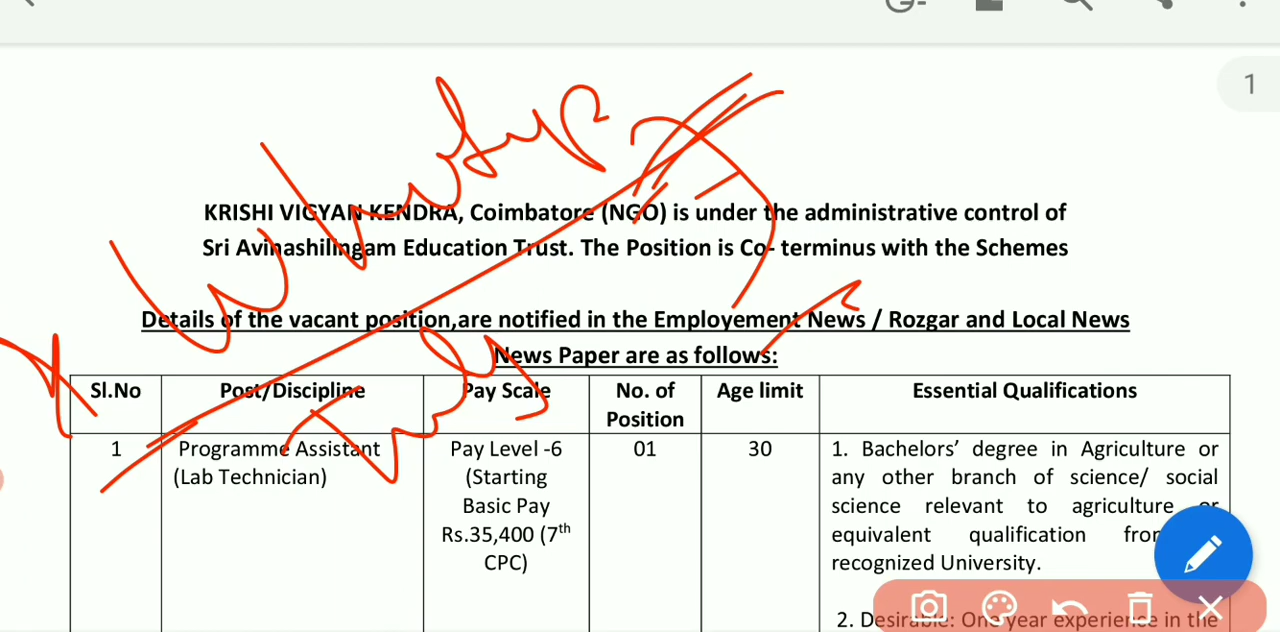 1
KRISHI VIGYAN KENDRA, Coimbatore (NGO) is under the administrative control of
Sri Avinashilingam Education Trust. The Position is Co- terminus with the Schemes
Details of the vacant position,are notified in the Employement News / Rozgar and Local News
News Paper are as follows:
Sl.No Post/Discipline Pay Scale No. of Position Age limit Essential Qualifications
1 Programme Assistant (Lab Technician)
Pay Level -6
(Starting
Basic Pay
Rs.35,400 (7th
CPC)
01
30
1. Bachelors' degree in Agriculture or
any other branch of science/ social
science relevant to agriculture or
equivalent qualification
recognized University.
2. Desirable: One year experience in the